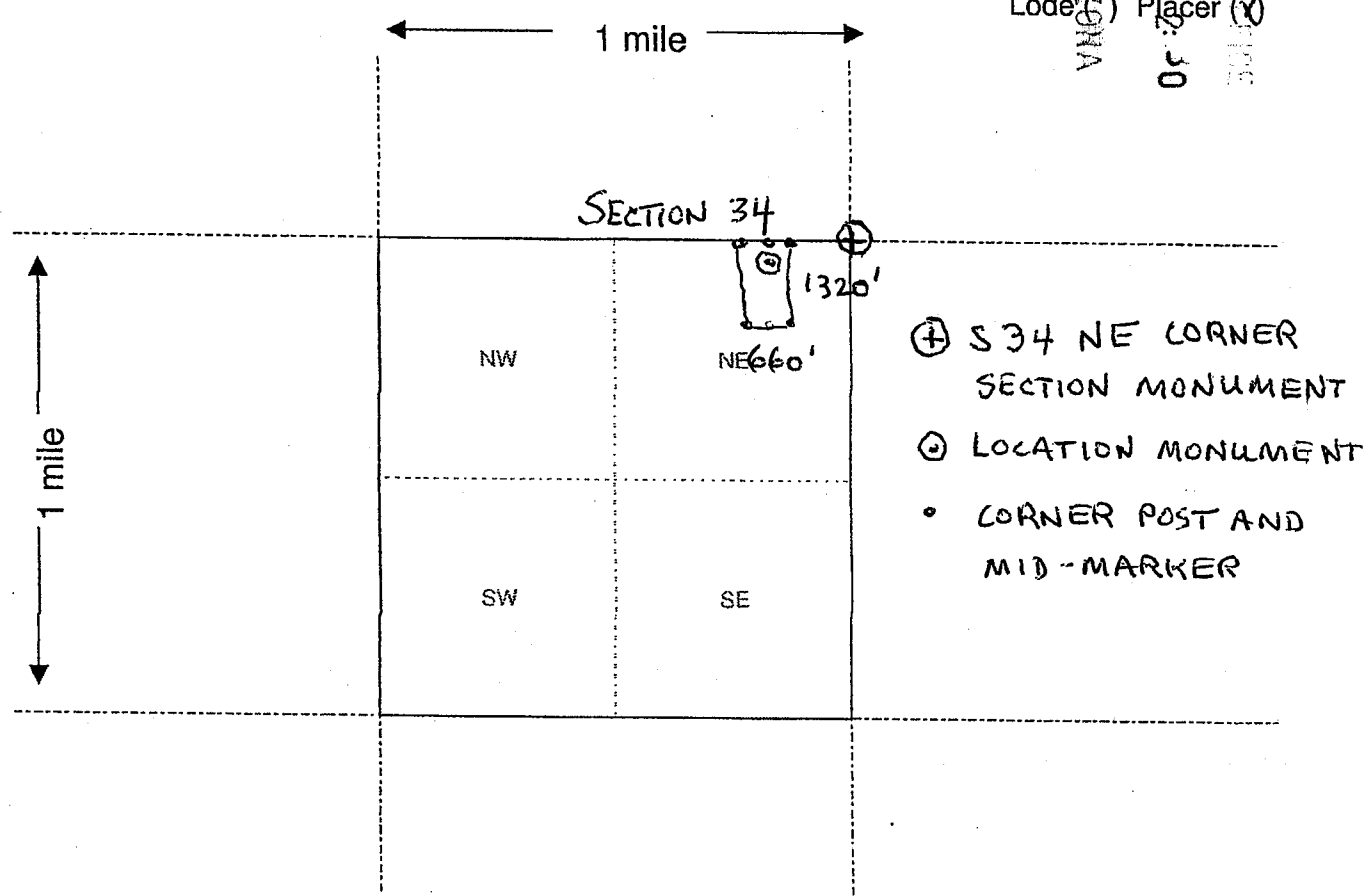 Lode ( ) Placer (X)
1 mile
SECTION 34
1320'
NW
NE 660'
1 mile
SW
SE
S34 NE CORNER
SECTION MONUMENT
LOCATION MONUMENT
CORNER POST AND
MID-MARKER